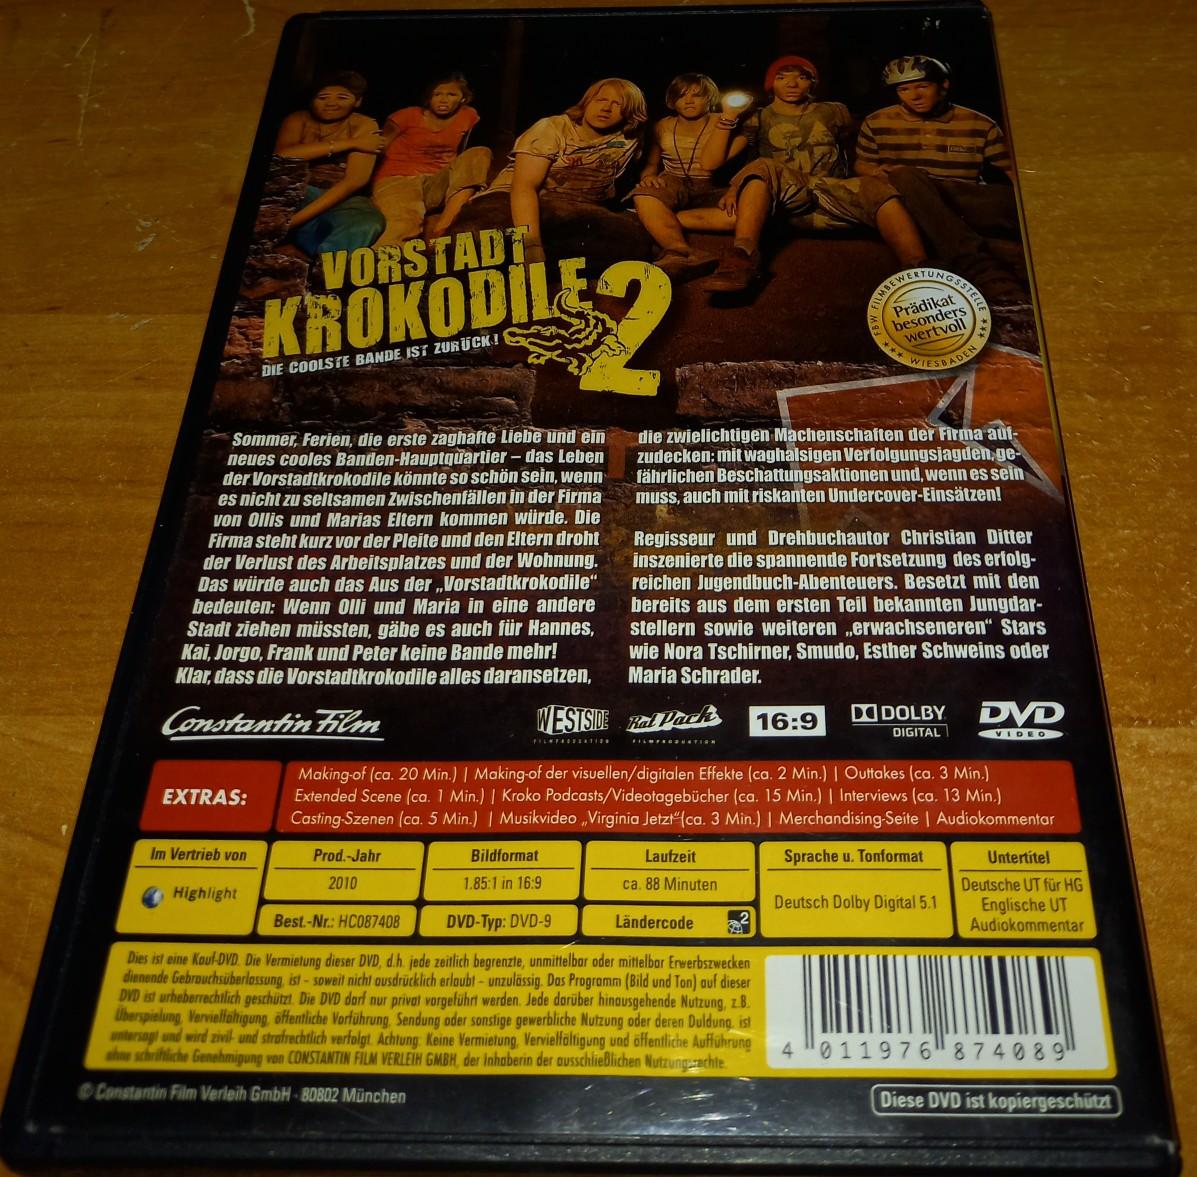 VORSTADT
KROKODILE 2
DIE COOLSTE BANDE IST ZURÜCK!
FBW FILMBEWERTUNGSSTELLE
Prädikat
besonders
wertvoll
WIESBADEN
Sommer, Ferien, die erste zaghafte Liebe und ein
neues cooles Banden-Hauptquartier – das Leben
der Vorstadtkrokodile könnte so schön sein, wenn
es nicht zu seltsamen Zwischenfällen in der Firma
von Ollis und Marias Eltern kommen würde. Die
Firma steht kurz vor der Pleite und den Eltern droht
der Verlust des Arbeitsplatzes und der Wohnung.
Das würde auch das Aus der „Vorstadtkrokodile“
bedeuten: Wenn Olli und Maria in eine andere
Stadt ziehen müssten, gäbe es auch für Hannes,
Kai, Jorgo, Frank und Peter keine Bande mehr!
Klar, dass die Vorstadtkrokodile alles daransetzen,
die zwielichtigen Machenschaften der Firma auf-
zudecken: mit waghalsigen Verfolgungsjagden, ge-
fährlichen Beschattungsaktionen und, wenn es sein
muss, auch mit riskanten Undercover-Einsätzen!
Regisseur und Drehbuchautor Christian Ditter
inszenierte die spannende Fortsetzung des erfolg-
reichen Jugendbuch-Abenteuers. Besetzt mit den
bereits aus dem ersten Teil bekannten Jungdar-
stellern sowie weiteren „erwachseneren“ Stars
wie Nora Tschirner, Smudo, Esther Schweins oder
Maria Schrader.
Constantin Film
WESTSIDE
FILMPRODUKTION
Rat Pack
FILMPRODUKTION
16:9
DOLBY
DIGITAL
DVD
VIDEO
EXTRAS:
Making-of (ca. 20 Min.) | Making-of der visuellen/digitalen Effekte (ca. 2 Min.) | Outtakes (ca. 3 Min.)
Extended Scene (ca. 1 Min.) | Kroko Podcasts/Videotagebücher (ca. 15 Min.) | Interviews (ca. 13 Min.)
Casting-Szenen (ca. 5 Min.) | Musikvideo „Virginia Jetzt“ (ca. 3 Min.) | Merchandising-Seite | Audiokommentar
Im Vertrieb von
Highlight
Prod.-Jahr
2010
Best.-Nr.: HC087408
Bildformat
1.85:1 in 16:9
DVD-Typ: DVD-9
Laufzeit
ca. 88 Minuten
Ländercode 2
Sprache u. Tonformat
Deutsch Dolby Digital 5.1
Untertitel
Deutsche UT für HG
Englische UT
Audiokommentar
Dies ist eine Kauf-DVD. Die Vermietung dieser DVD, d.h. jede zeitlich begrenzte, unmittelbar oder mittelbar Erwerbszwecken
dienende Gebrauchsüberlassung, ist – soweit nicht ausdrücklich erlaubt – unzulässig. Das Programm (Bild und Ton) auf dieser
DVD ist urheberrechtlich geschützt. Die DVD darf nur privat vorgeführt werden. Jede darüber hinausgehende Nutzung, z.B.
Überspielung, Vervielfältigung, öffentliche Vorführung, Sendung oder sonstige gewerbliche Nutzung oder deren Duldung, ist
untersagt und wird zivil- und strafrechtlich verfolgt. Achtung: Keine Vermietung, Vervielfältigung und öffentliche Aufführung
ohne schriftliche Genehmigung von CONSTANTIN FILM VERLEIH GMBH, der Inhaberin der ausschließlichen Nutzungsrechte.
4 011976 874089
© Constantin Film Verleih GmbH · 80802 München
Diese DVD ist kopiergeschützt